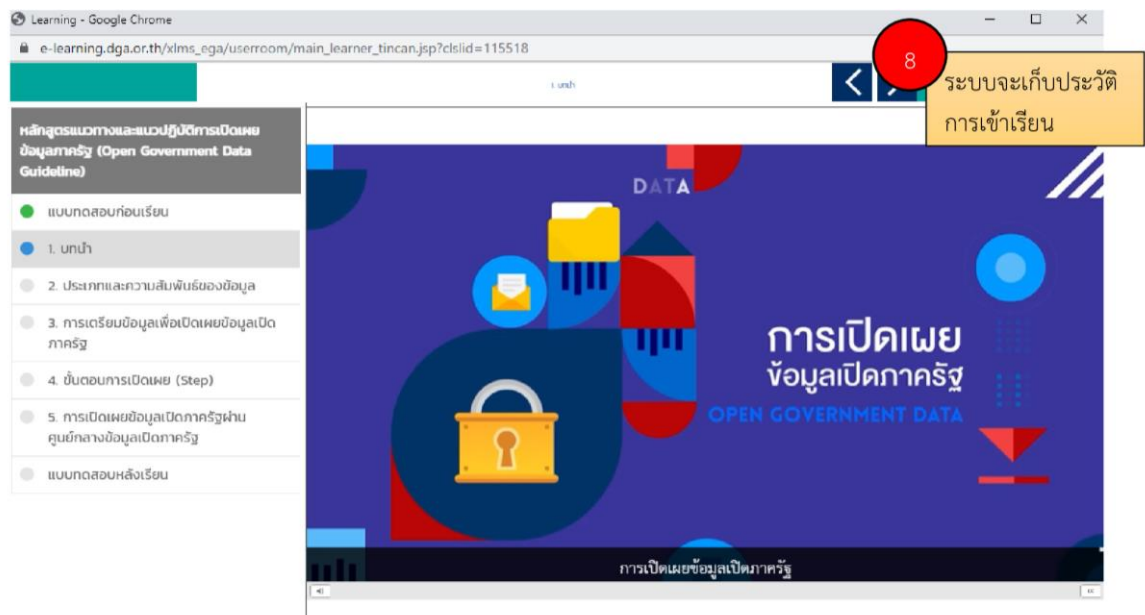 Learning - Google Chrome
e-learning.dga.or.th/xlms_ega/userroom/main_learner_tincan.jsp?clsIid=115518
1. บทนำ
8
ระบบจะเก็บประวัติ
การเข้าเรียน
หลักสูตรแนวทางและแนวปฏิบัติการเปิดเผย
ข้อมูลภาครัฐ (Open Government Data
Guideline)
แบบทดสอบก่อนเรียน
1. บทนำ
2. ประเภทและความสัมพันธ์ของข้อมูล
3. การเตรียมข้อมูลเพื่อเปิดเผยข้อมูลเปิด
ภาครัฐ
4. ขั้นตอนการเปิดเผย (Step)
5. การเปิดเผยข้อมูลเปิดภาครัฐผ่าน
ศูนย์กลางข้อมูลเปิดภาครัฐ
แบบทดสอบหลังเรียน
DATA
การเปิดเผย
ข้อมูลเปิดภาครัฐ
OPEN GOVERNMENT DATA
การเปิดเผยข้อมูลเปิดภาครัฐ